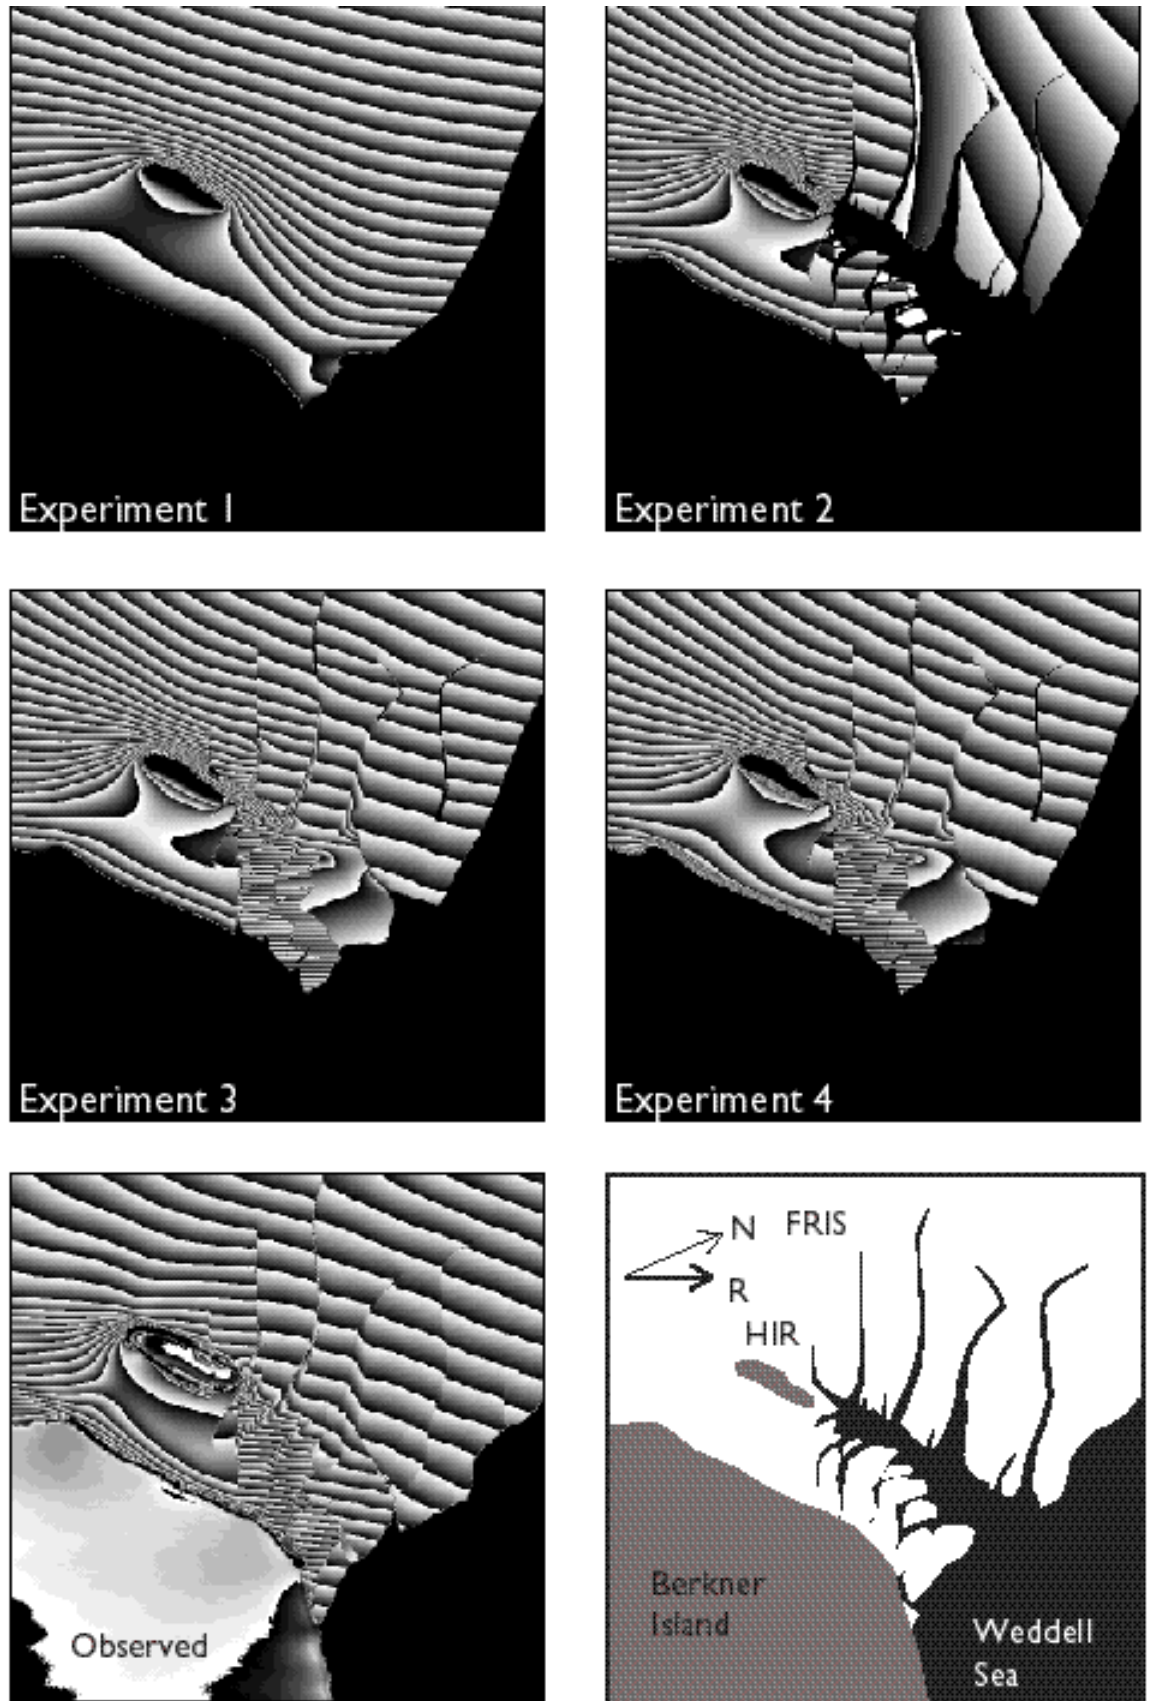 Experiment 1
Experiment 2
Experiment 3
Experiment 4
Observed
N
FRIS
R
HIR
Berkner
Island
Weddell
Sea